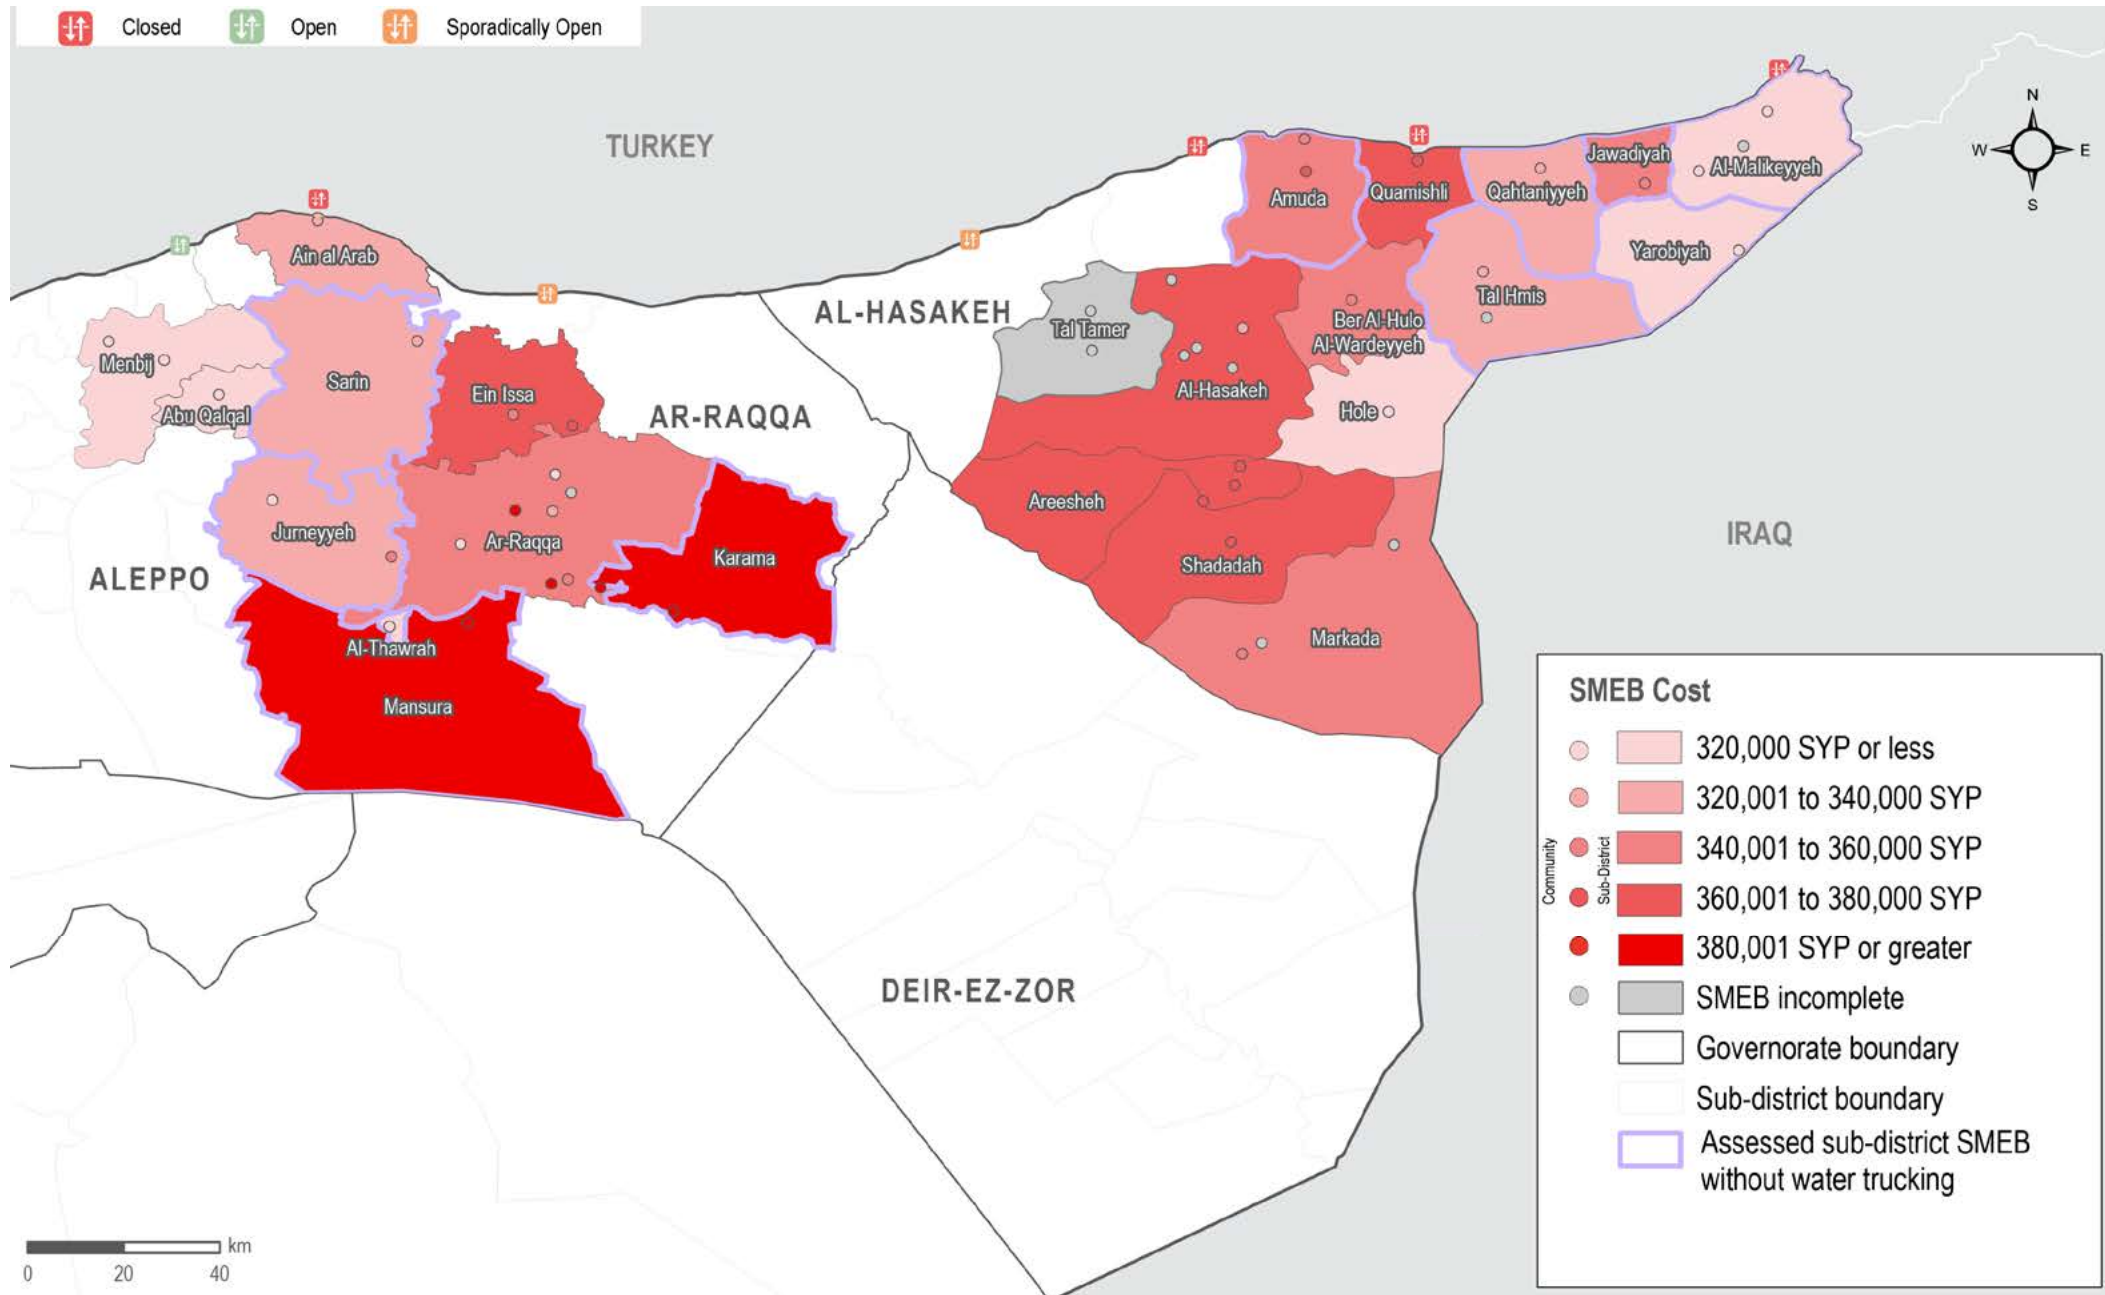 Closed
Open
Sporadically Open
TURKEY
N
W
E
S
Jawadiyah
Al-Malikeyyeh
Amuda
Quamishli
Qahtaniyyeh
Yarobiyah
Ain al Arab
Tal Hmis
AL-HASAKEH
Tal Tamer
Ber Al-Hulo
Al-Wardeyyeh
Menbij
Sarin
Ein Issa
Al-Hasakeh
Abu Qalqal
AR-RAQQA
Hole
Areesheh
Jurneyyeh
Ar-Raqqa
IRAQ
Karama
Shadadah
ALEPPO
Al-Thawrah
Markada
Mansura
DEIR-EZ-ZOR
SMEB Cost
320,000 SYP or less
320,001 to 340,000 SYP
340,001 to 360,000 SYP
360,001 to 380,000 SYP
380,001 SYP or greater
SMEB incomplete
Governorate boundary
Sub-district boundary
Assessed sub-district SMEB
without water trucking
Community
Sub-District
km
0 20 40